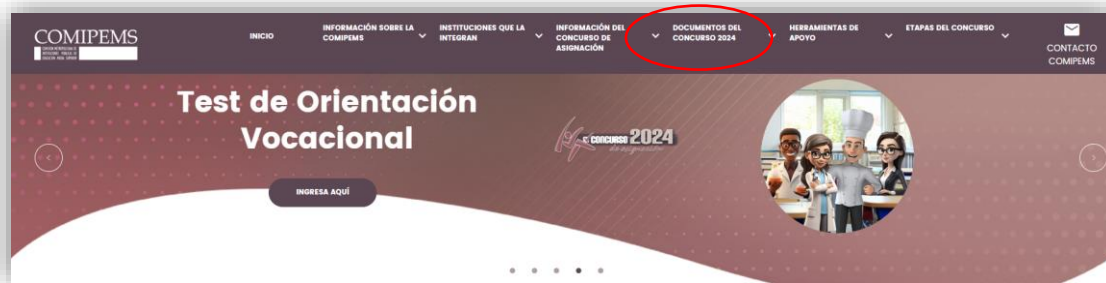 COMIPEMS
INICIO
INFORMACIÓN SOBRE LA
COMIPEMS
INSTITUCIONES QUE LA
INTEGRAN
INFORMACIÓN DEL
CONCURSO DE
ASIGNACIÓN
DOCUMENTOS DEL
CONCURSO 2024
HERRAMIENTAS DE
APOYO
ETAPAS DEL CONCURSO
CONTACTO
COMIPEMS
Test de Orientación
Vocacional
CONCURSO 2024
INGRESA AQUÍ